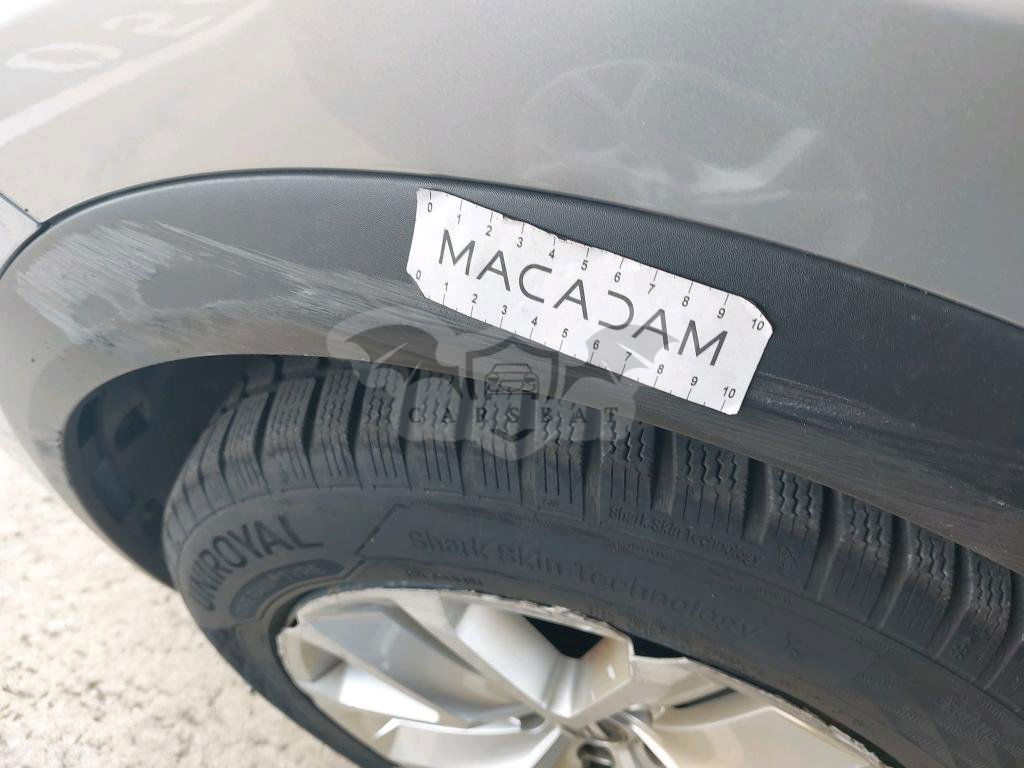 0 1 2 3 4 5 6 7 8 9 10
MACADAM
0 1 2 3 4 5 6 7 8 9 10
CARSEAT
Shark Skin Technology
UNIROYAL
Shark Skin Technology